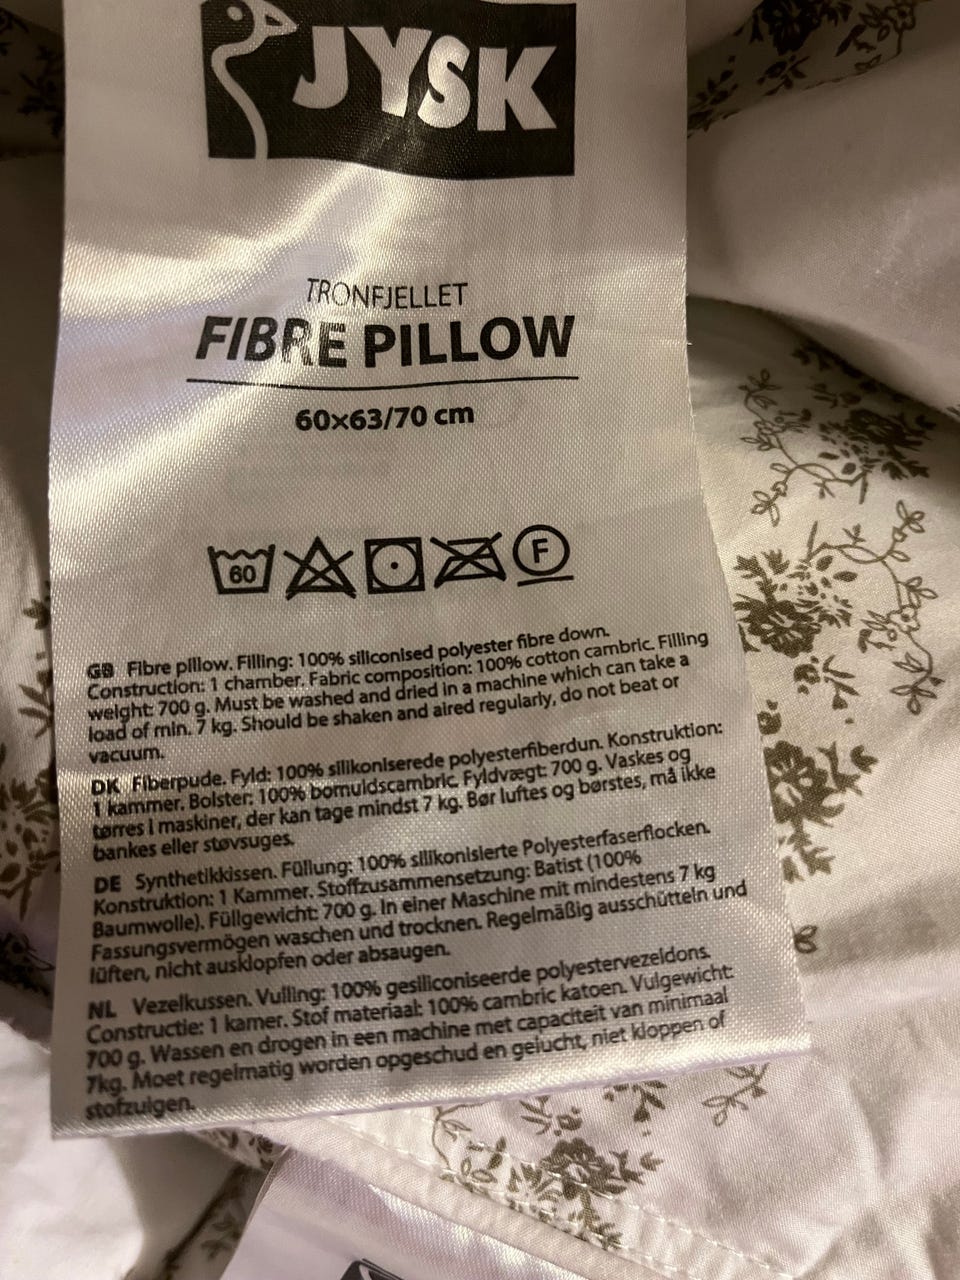 JYSK
TRONFJELLET
FIBRE PILLOW
60×63/70 cm
60
F
GB Fibre pillow. Filling: 100% siliconised polyester fibre down.
Construction: 1 chamber. Fabric composition: 100% cotton cambric. Filling
weight: 700 g. Must be washed and dried in a machine which can take a
load of min. 7 kg. Should be shaken and aired regularly, do not beat or
vacuum.
DK Fiberpude. Fyld: 100% silikoniserede polyesterfiberdun. Konstruktion:
1 kammer. Bolster: 100% bomuldscambric. Fyldvægt: 700 g. Vaskes og
tørres i maskiner, der kan tage mindst 7 kg. Bør luftes og børstes, må ikke
bankes eller støvsuges.
DE Synthetikkissen. Füllung: 100% silikonisierte Polyesterfaserflocken.
Konstruktion: 1 Kammer. Stoffzusammensetzung: Batist (100%
Baumwolle). Füllgewicht: 700 g. In einer Maschine mit mindestens 7 kg
Fassungsvermögen waschen und trocknen. Regelmäßig ausschütteln und
lüften, nicht ausklopfen oder absaugen.
NL Vezelkussen. Vulling: 100% gesiliconiseerde polyestervezeldons.
Constructie: 1 kamer. Stof materiaal: 100% cambric katoen. Vulgewicht:
700 g. Wassen en drogen in een machine met capaciteit van minimaal
7kg. Moet regelmatig worden opgeschud en gelucht, niet kloppen of
stofzuigen.